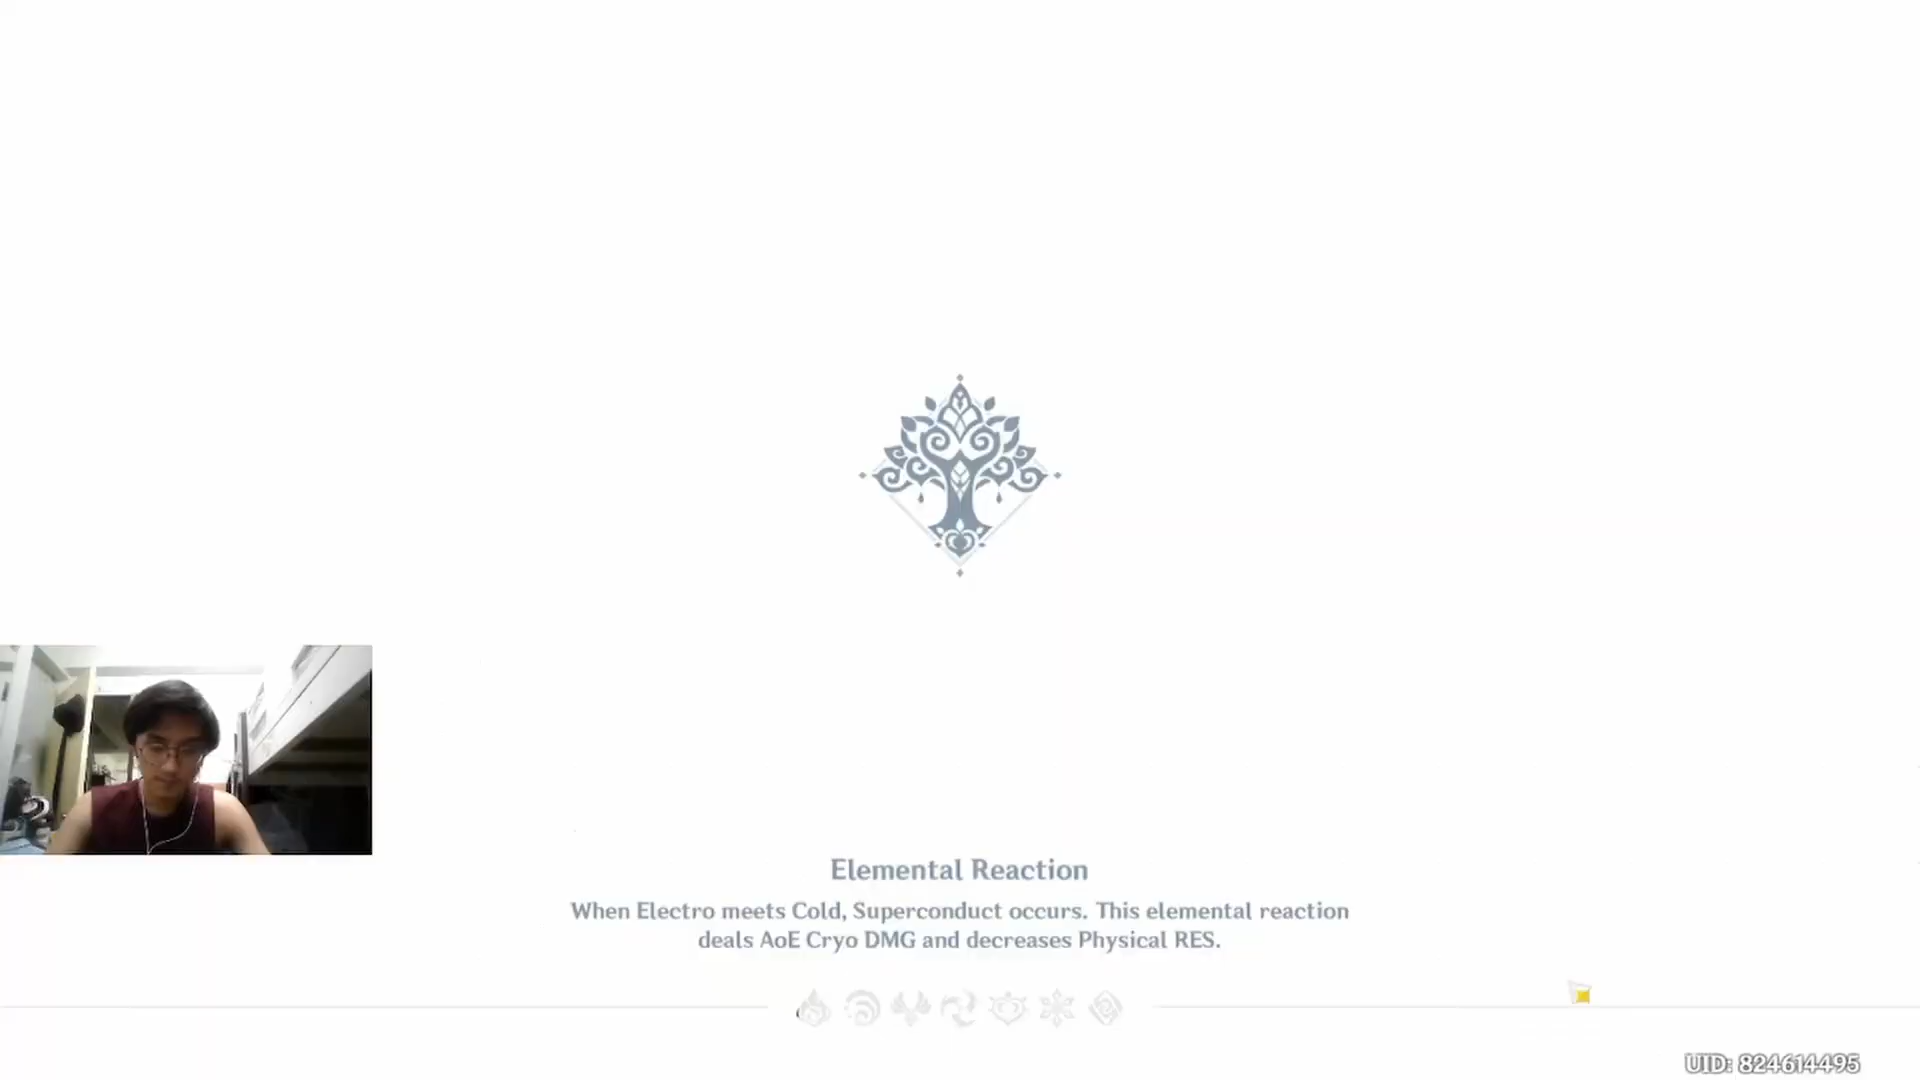 Elemental Reaction
When Electro meets Cold, Superconduct occurs. This elemental reaction
deals AoE Cryo DMG and decreases Physical RES.
UID: 824614495